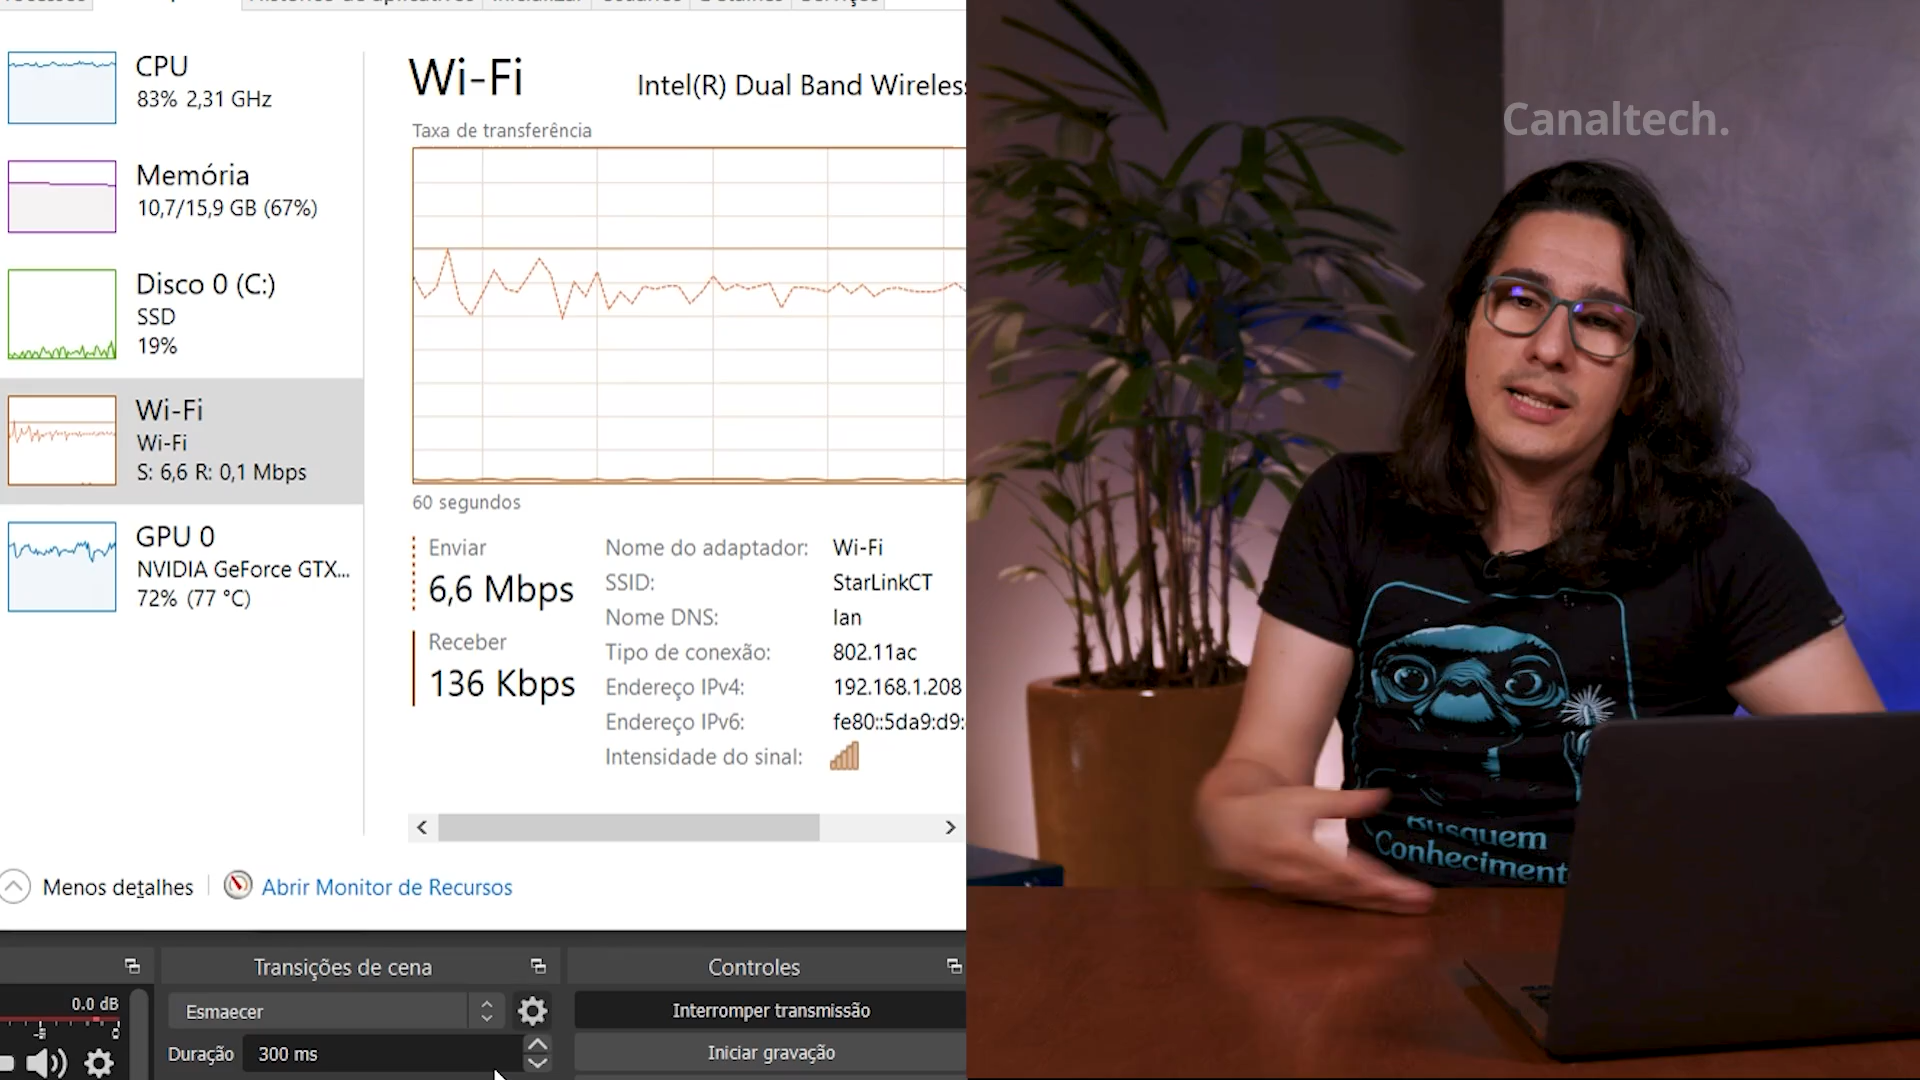 CPU
83% 2,31 GHz
Memória
10,7/15,9 GB (67%)
Disco 0 (C:)
SSD
19%
Wi-Fi
Wi-Fi
S: 6,6 R: 0,1 Mbps
GPU 0
NVIDIA GeForce GTX...
72% (77 °C)
Wi-Fi
Intel(R) Dual Band Wireless
Taxa de transferência
60 segundos
Enviar
6,6 Mbps
Receber
136 Kbps
Nome do adaptador: Wi-Fi
SSID: StarLinkCT
Nome DNS: lan
Tipo de conexão: 802.11ac
Endereço IPv4: 192.168.1.208
Endereço IPv6: fe80::5da9:d9:
Intensidade do sinal:
Menos detalhes
Abrir Monitor de Recursos
0.0 dB
-5
0
Transições de cena
Esmaecer
Duração 300 ms
Controles
Interromper transmissão
Iniciar gravação
Canaltech.
Busquem
Conheciment